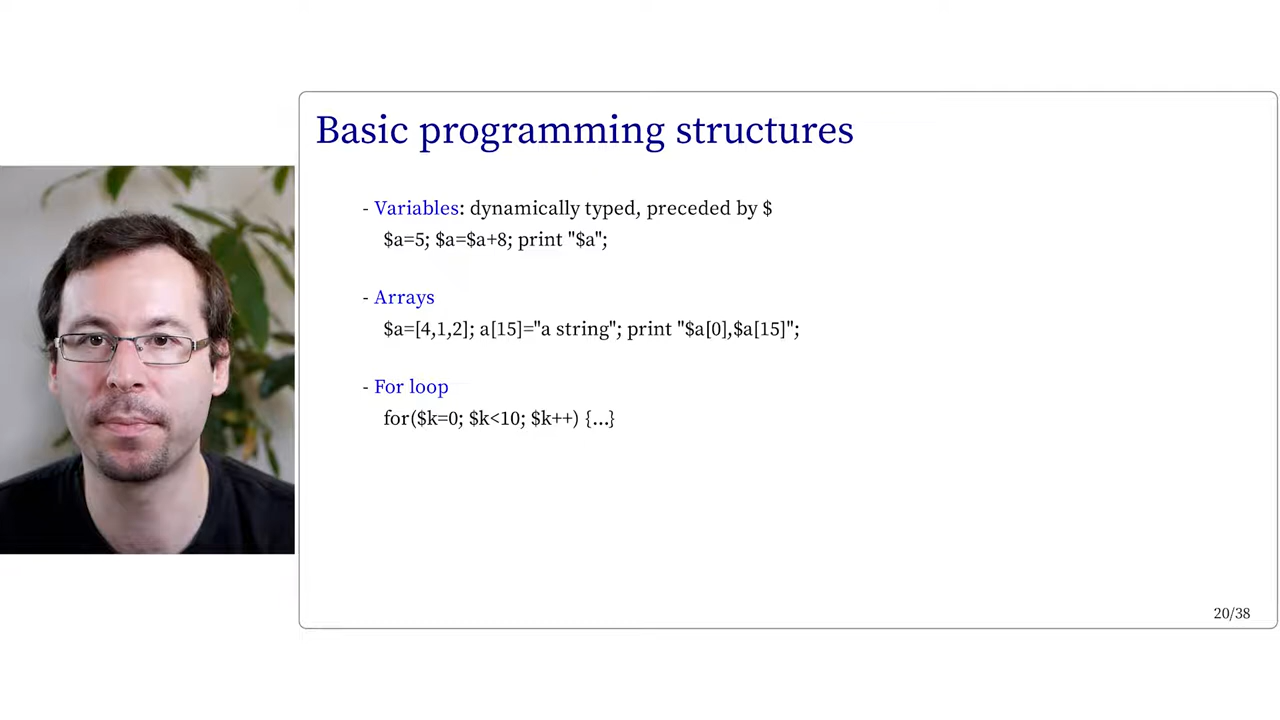 Basic programming structures
- Variables: dynamically typed, preceded by $
$a=5; $a=$a+8; print "$a";
- Arrays
$a=[4,1,2]; a[15]="a string"; print "$a[0],$a[15]";
- For loop
for($k=0; $k<10; $k++) {...}
20/38